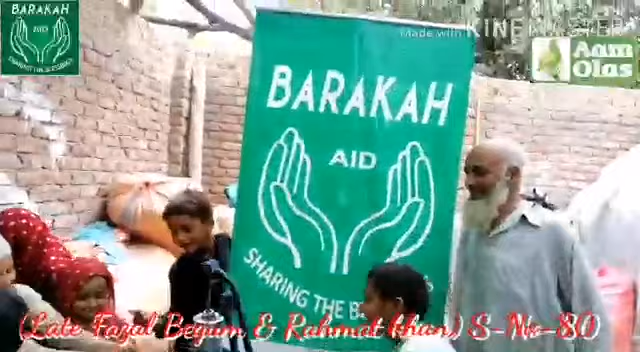 BARAKAH
AID
Made with KINEMASTER
Aam
Olas
BARAKAH
AID
SHARING THE
(Late Fazal Begum & Rahmat khan) S-No-80